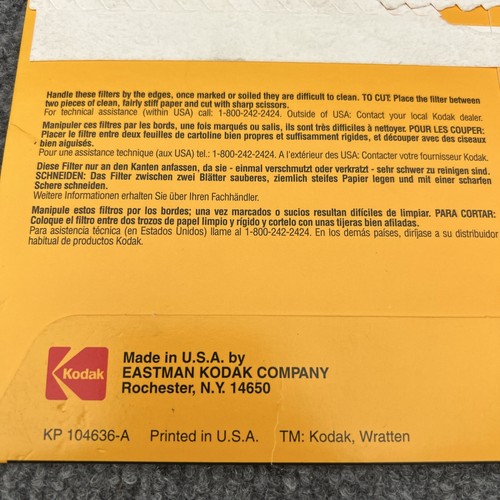 Handle these filters by the edges, once marked or soiled they are difficult to clean. TO CUT: Place the filter between
two pieces of clean, fairly stiff paper and cut with sharp scissors.
For technical assistance (within USA) call: 1-800-242-2424. Outside of USA: Contact your local Kodak dealer.
Manipuler ces filtres par les bords, une fois marqués ou salis, ils sont très difficiles à nettoyer. POUR LES COUPER:
Placer le filtre entre deux feuilles de cartoline bien propres et suffisamment rigides, et découper avec des ciseaux
bien aiguisés.
Pour une assistance technique (aux USA) tel.: 1-800-242-2424. A l'extérieur des USA: Contacter votre fournisseur Kodak.
Diese Filter nur an den Kanten anfassen, da sie - einmal verschmutzt oder verkratzt - sehr schwer zu reinigen sind.
SCHNEIDEN: Das Filter zwischen zwei Blätter sauberes, ziemlich steifes Papier legen und mit einer scharfen
Schere schneiden.
Weitere Informationen erhalten Sie über Ihren Fachhändler.
Manipule estos filtros por los bordes; una vez marcados o sucios resultan difíciles de limpiar. PARA CORTAR:
Coloque el filtro entre dos trozos de papel limpio y rígido y cortelo con unas tijeras bien afiladas.
Para asistencia técnica (en Estados Unidos) llame al 1-800-242-2424. En los demás países, diríjase a su distribuidor
habitual de productos Kodak.
Kodak
Made in U.S.A. by
EASTMAN KODAK COMPANY
Rochester, N.Y. 14650
KP 104636-A Printed in U.S.A. TM: Kodak, Wratten